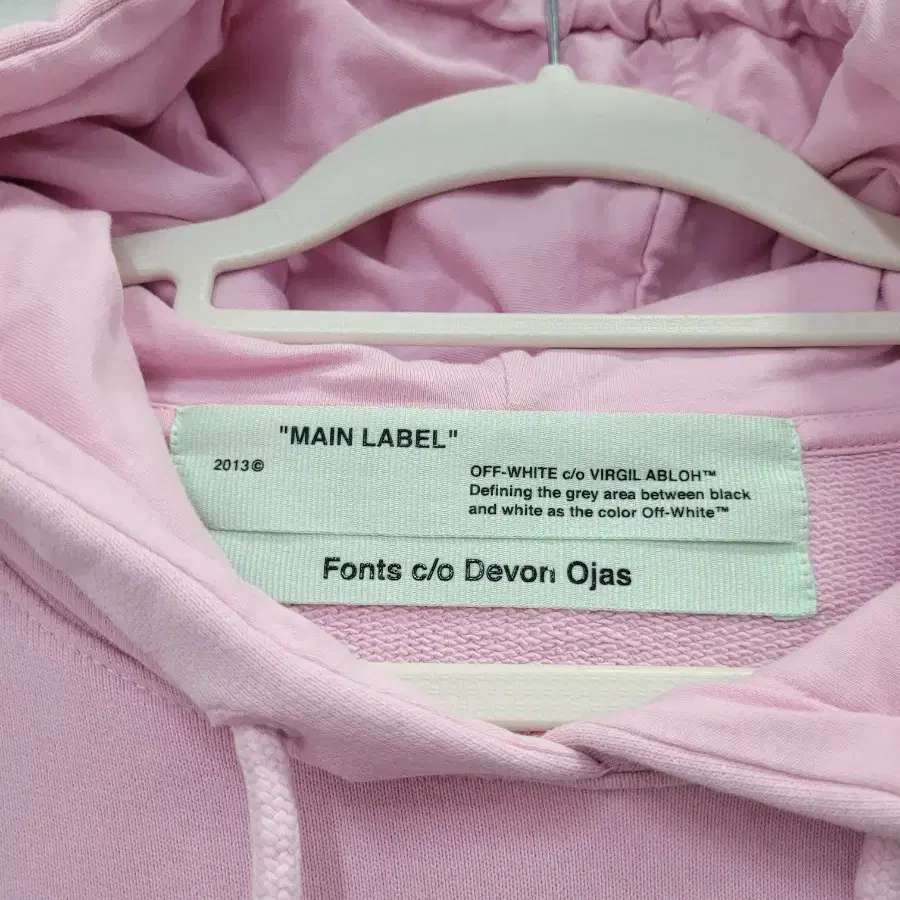 "MAIN LABEL"
2013©
OFF-WHITE c/o VIRGIL ABLOH™
Defining the grey area between black
and white as the color Off-White™
Fonts c/o Devon Ojas